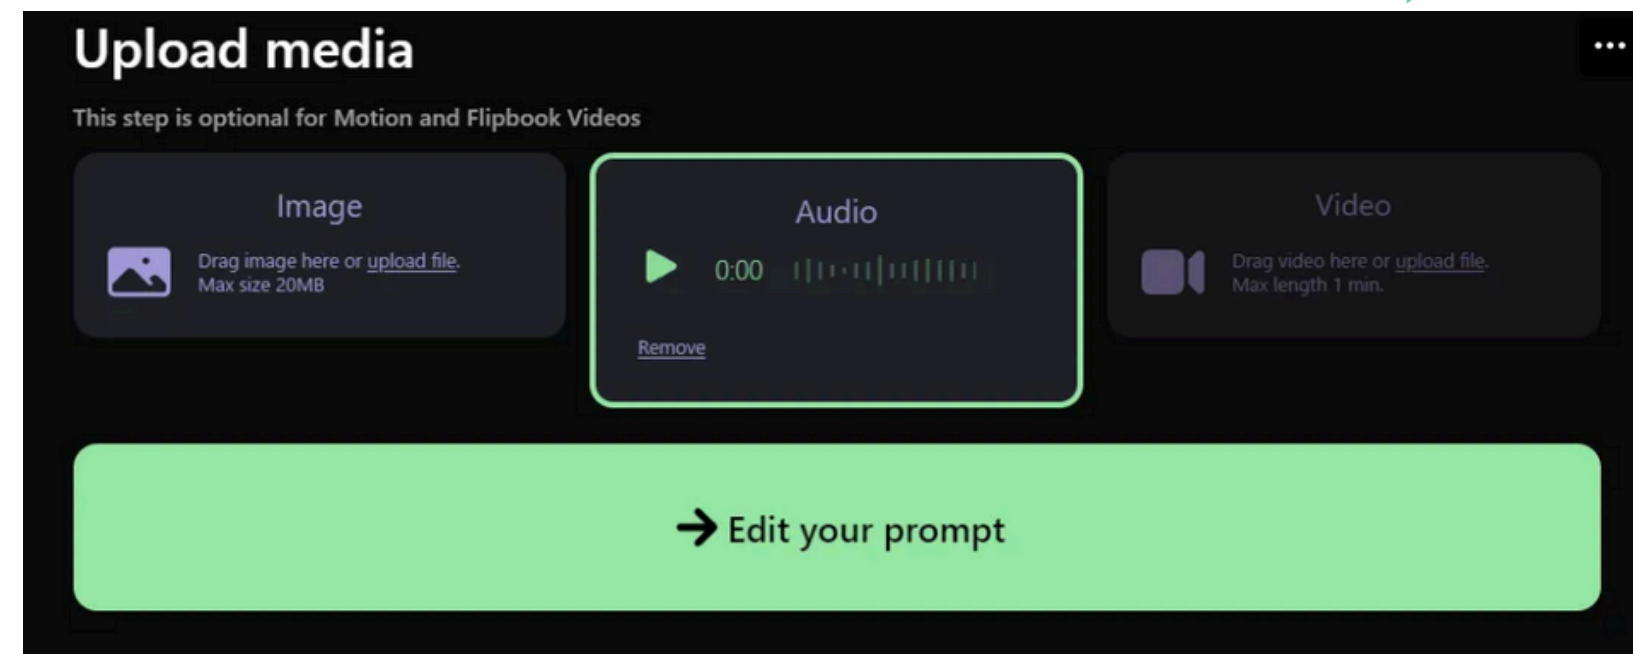 Upload media
This step is optional for Motion and Flipbook Videos
Image
Drag image here or upload file.
Max size 20MB
Audio
0:00
Remove
Video
Drag video here or upload file.
Max length 1 min.
Edit your prompt